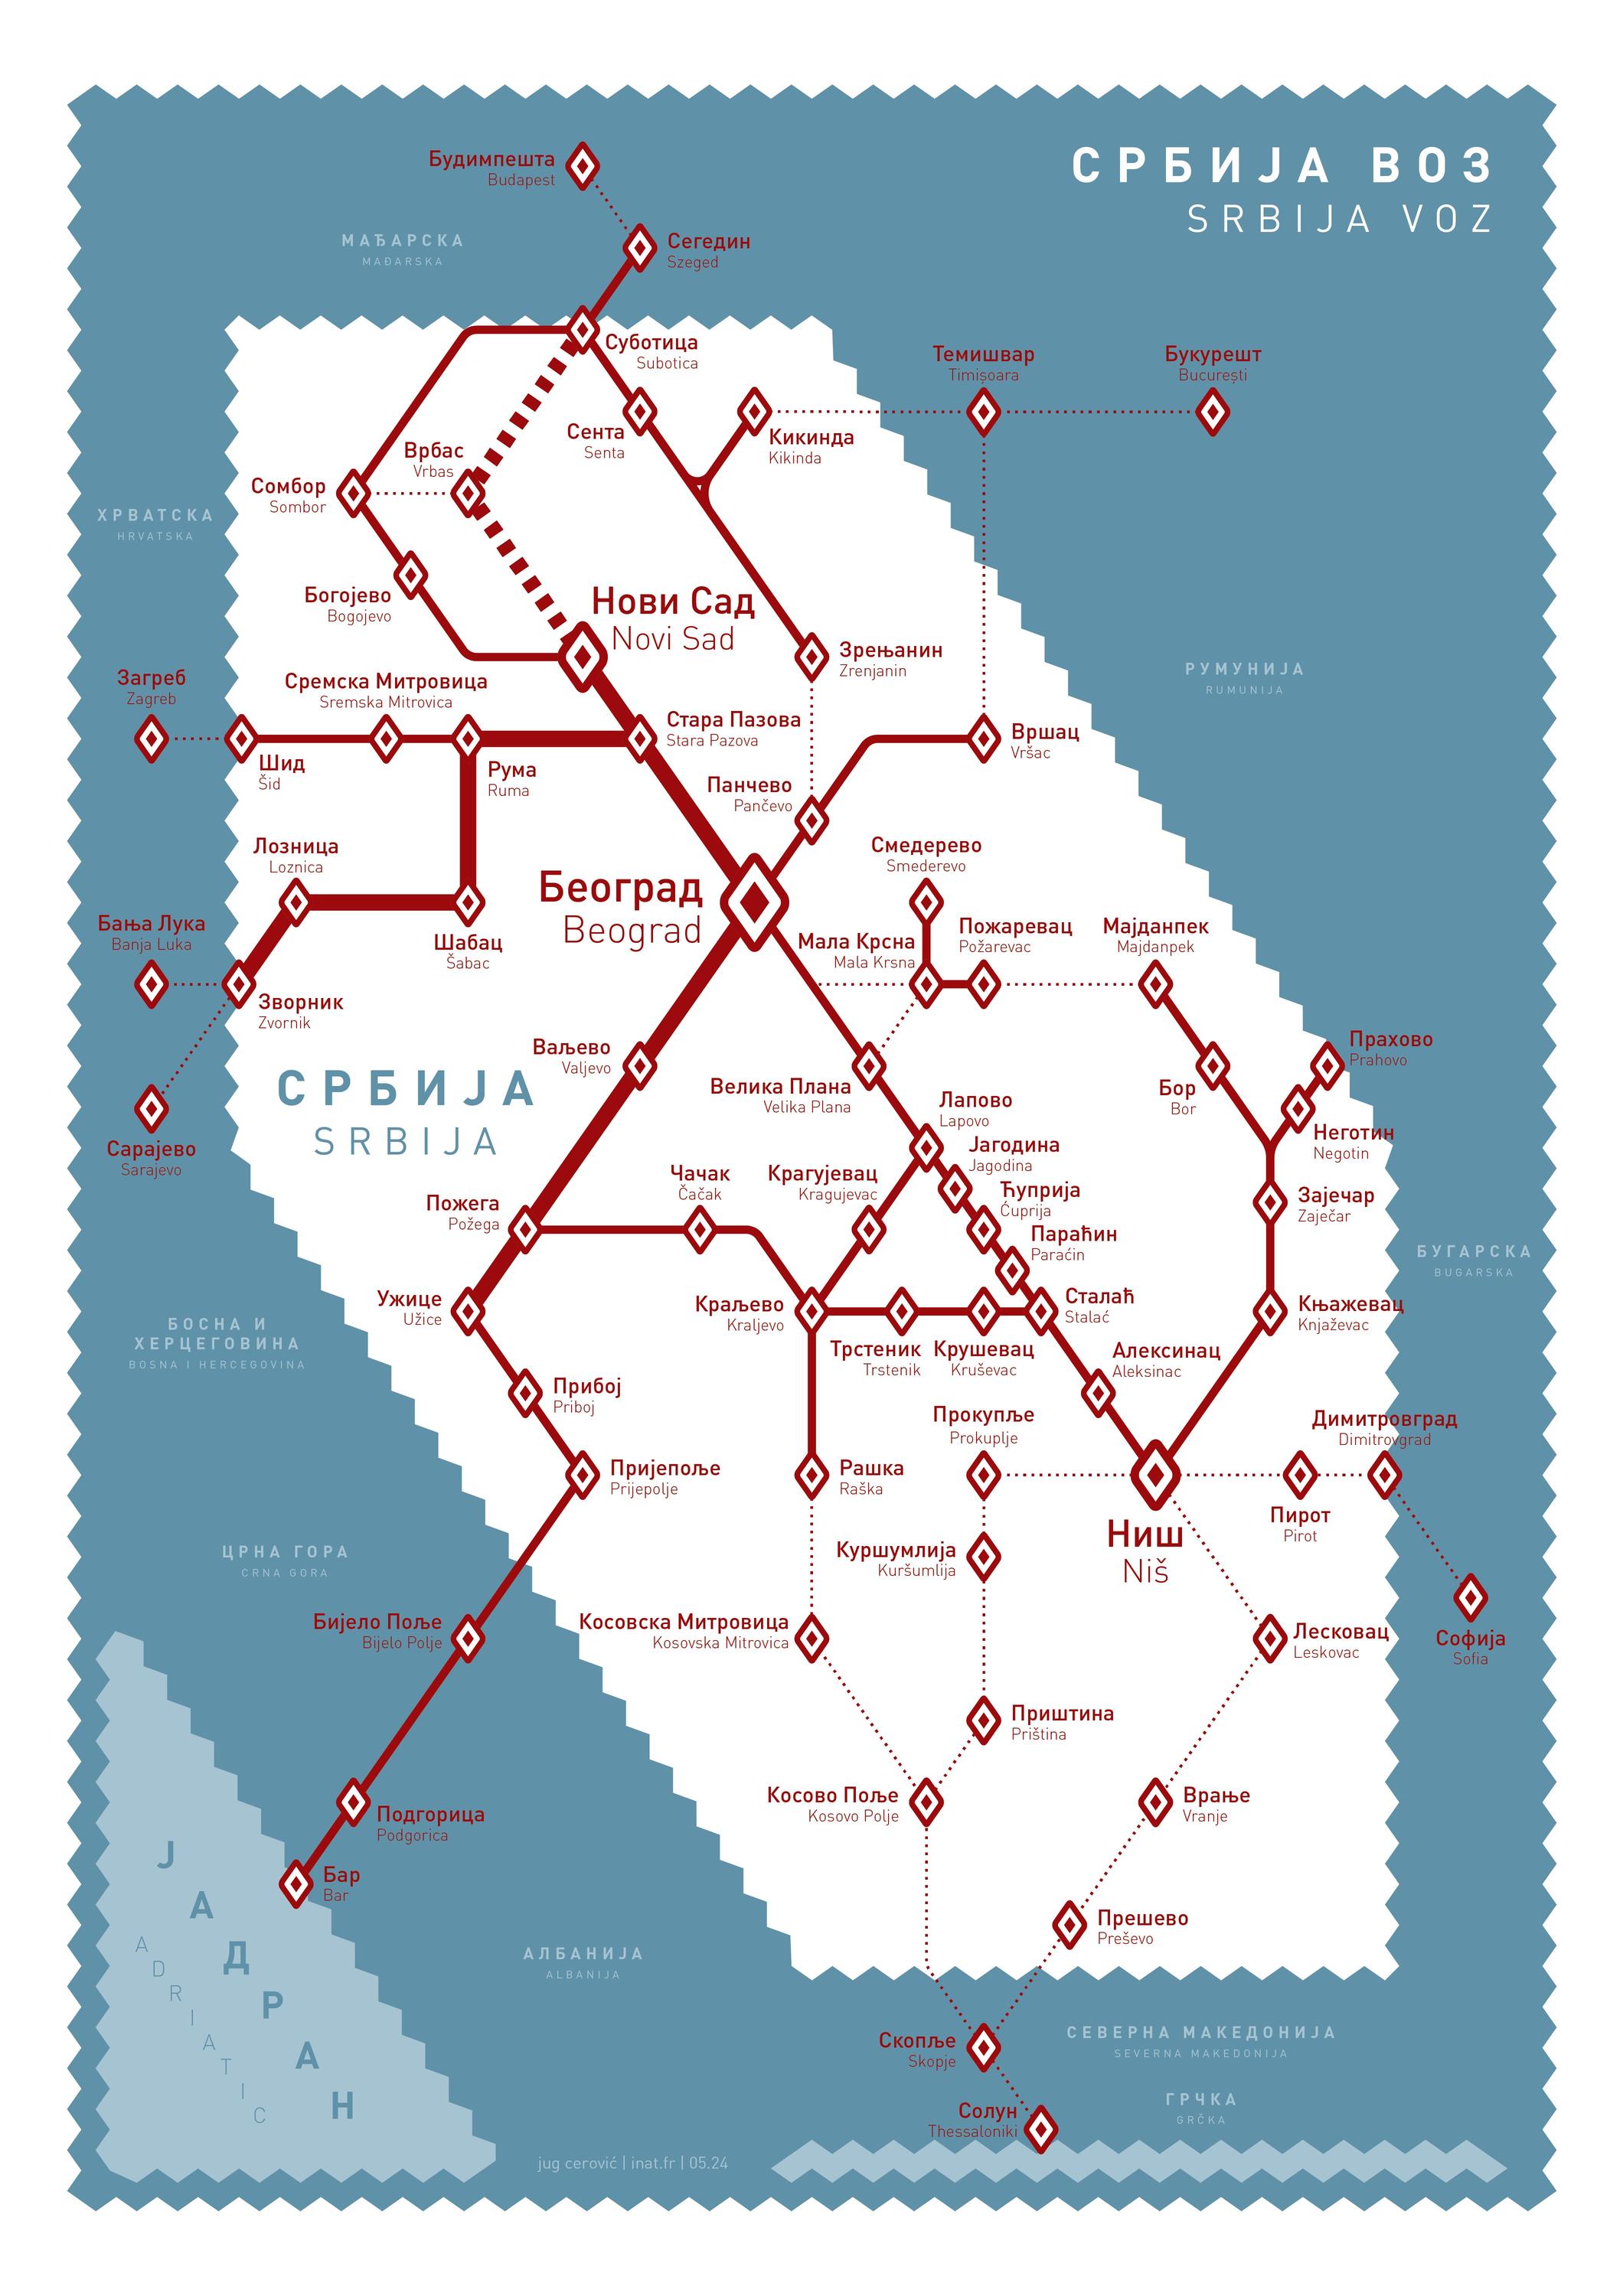 СРБИЈА ВОЗ
SRBIJA VOZ
Будимпешта
Budapest
МАЂАРСКА
MAĐARSKA
Сегедин
Szeged
Суботица
Subotica
Темишвар
Timișoara
Букурешт
București
Сента
Senta
Кикинда
Kikinda
Врбас
Vrbas
Сомбор
Sombor
ХРВАТСКА
HRVATSKA
Богојево
Bogojevo
Нови Сад
Novi Sad
Зрењанин
Zrenjanin
РУМУНИЈА
RUMUNIJA
Загреб
Zagreb
Сремска Митровица
Sremska Mitrovica
Стара Пазова
Stara Pazova
Вршац
Vršac
Шид
Šid
Рума
Ruma
Панчево
Pančevo
Лозница
Loznica
Смедерево
Smederevo
Београд
Beograd
Бања Лука
Banja Luka
Шабац
Šabac
Мала Крсна
Mala Krsna
Пожаревац
Požarevac
Мајданпек
Majdanpek
Зворник
Zvornik
Ваљево
Valjevo
Прахово
Prahovo
СРБИЈА
SRBIJA
Велика Плана
Velika Plana
Бор
Bor
Лапово
Lapovo
Неготин
Negotin
Сарајево
Sarajevo
Јагодина
Jagodina
Чачак
Čačak
Крагујевац
Kragujevac
Ћуприја
Ćuprija
Зајечар
Zaječar
Пожега
Požega
Параћин
Paraćin
БУГАРСКА
BUGARSKA
Ужице
Užice
Краљево
Kraljevo
Сталаћ
Stalać
Књажевац
Knjaževac
БОСНА И
ХЕРЦЕГОВИНА
BOSNA I HERCEGOVINA
Трстеник
Trstenik
Крушевац
Kruševac
Алексинац
Aleksinac
Прибој
Priboj
Прокупље
Prokuplje
Димитровград
Dimitrovgrad
Пријепоље
Prijepolje
Рашка
Raška
Ниш
Niš
Пирот
Pirot
ЦРНА ГОРА
CRNA GORA
Куршумлија
Kuršumlija
Бијело Поље
Bijelo Polje
Косовска Митровица
Kosovska Mitrovica
Лесковац
Leskovac
Софија
Sofia
Приштина
Priština
Косово Поље
Kosovo Polje
Врање
Vranje
Подгорица
Podgorica
Бар
Bar
ЈАДРАН
ADRIATIC
Прешево
Preševo
АЛБАНИЈА
ALBANIJA
Скопље
Skopje
СЕВЕРНА МАКЕДОНИЈА
SEVERNA MAKEDONIJA
ГРЧКА
GRČKA
Солун
Thessaloniki
jug cerović | inat.fr | 05.24